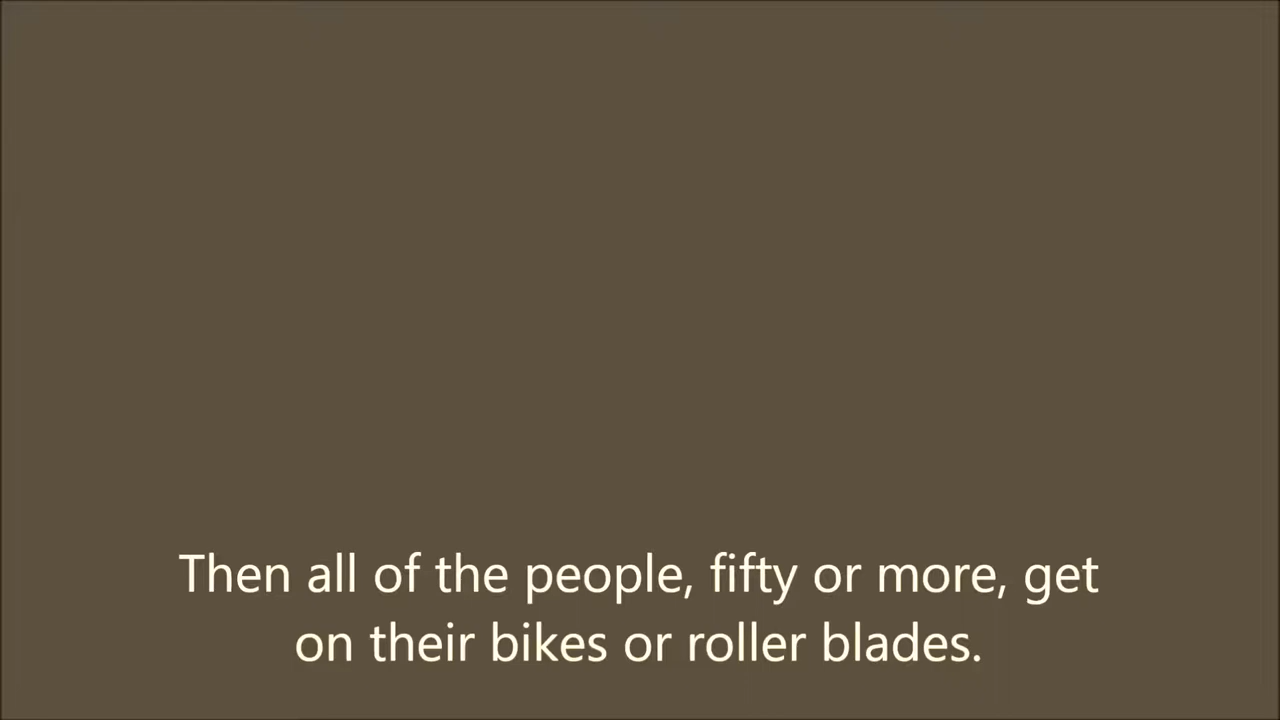 Then all of the people, fifty or more, get
on their bikes or roller blades.